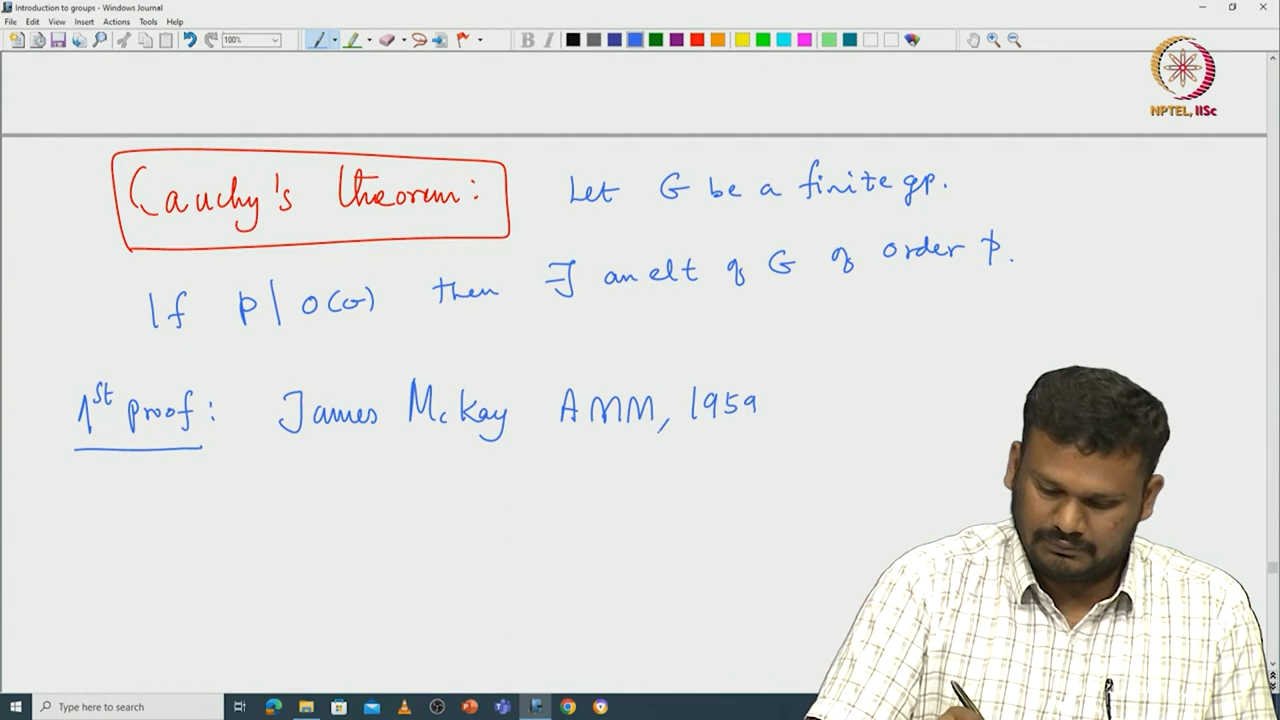 Introduction to groups - Windows Journal
File Edit View Insert Actions Tools Help
100%
NPTEL, IISc
Cauchy's theorem: Let G be a finite gp.
If p | o(G) then ∃ an elt of G of order p.
1st proof: James McKay AMM, 1959
Type here to search